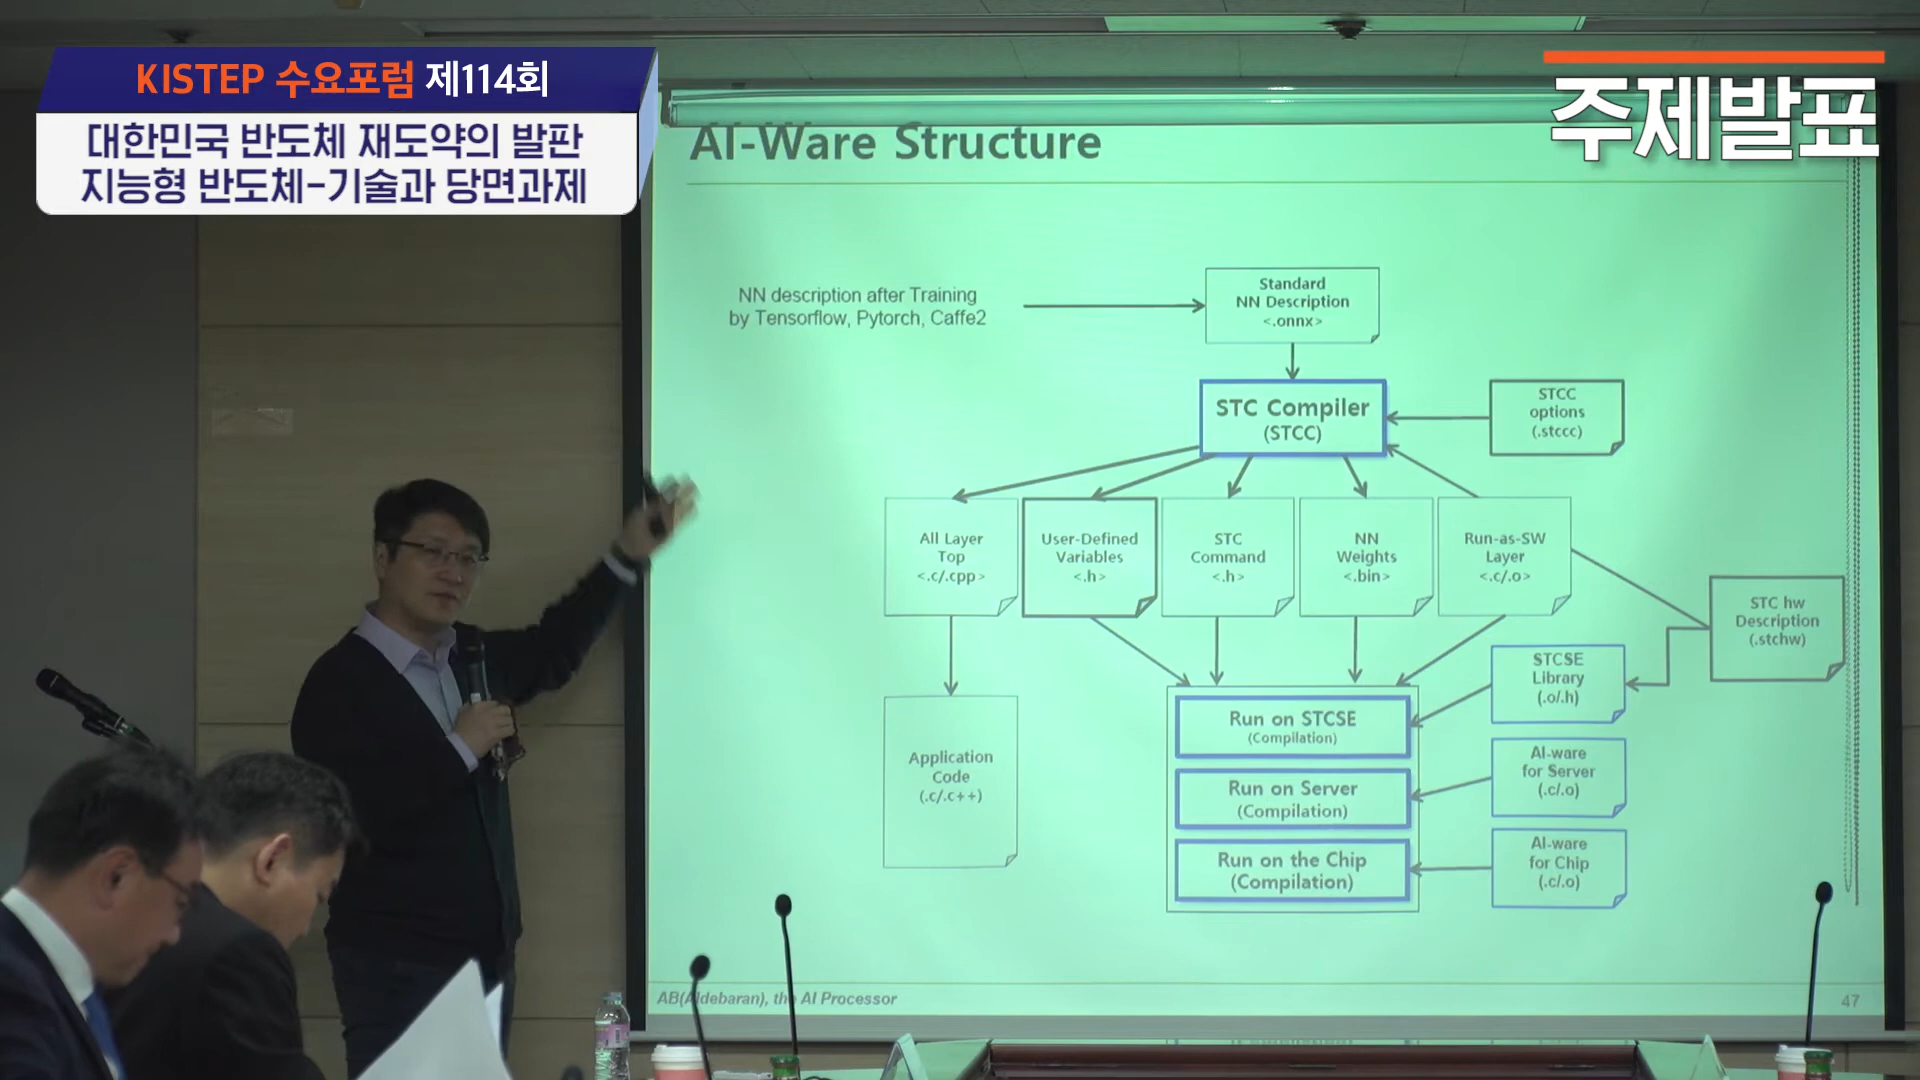 KISTEP 수요포럼 제114회
대한민국 반도체 재도약의 발판
지능형 반도체-기술과 당면과제
주제발표
AI-Ware Structure
NN description after Training
by Tensorflow, Pytorch, Caffe2
Standard
NN Description
<.onnx>
STC Compiler
(STCC)
STCC
options
(.stccc)
All Layer
Top
<.c/.cpp>
User-Defined
Variables
<.h>
STC
Command
<.h>
NN
Weights
<.bin>
Run-as-SW
Layer
<.c/.o>
STC hw
Description
(.stchw)
Application
Code
(.c/.c++)
Run on STCSE
(Compilation)
Run on Server
(Compilation)
Run on the Chip
(Compilation)
STCSE
Library
(.o/.h)
AI-ware
for Server
(.c/.o)
AI-ware
for Chip
(.c/.o)
AB(Aldebaran), the AI Processor
47